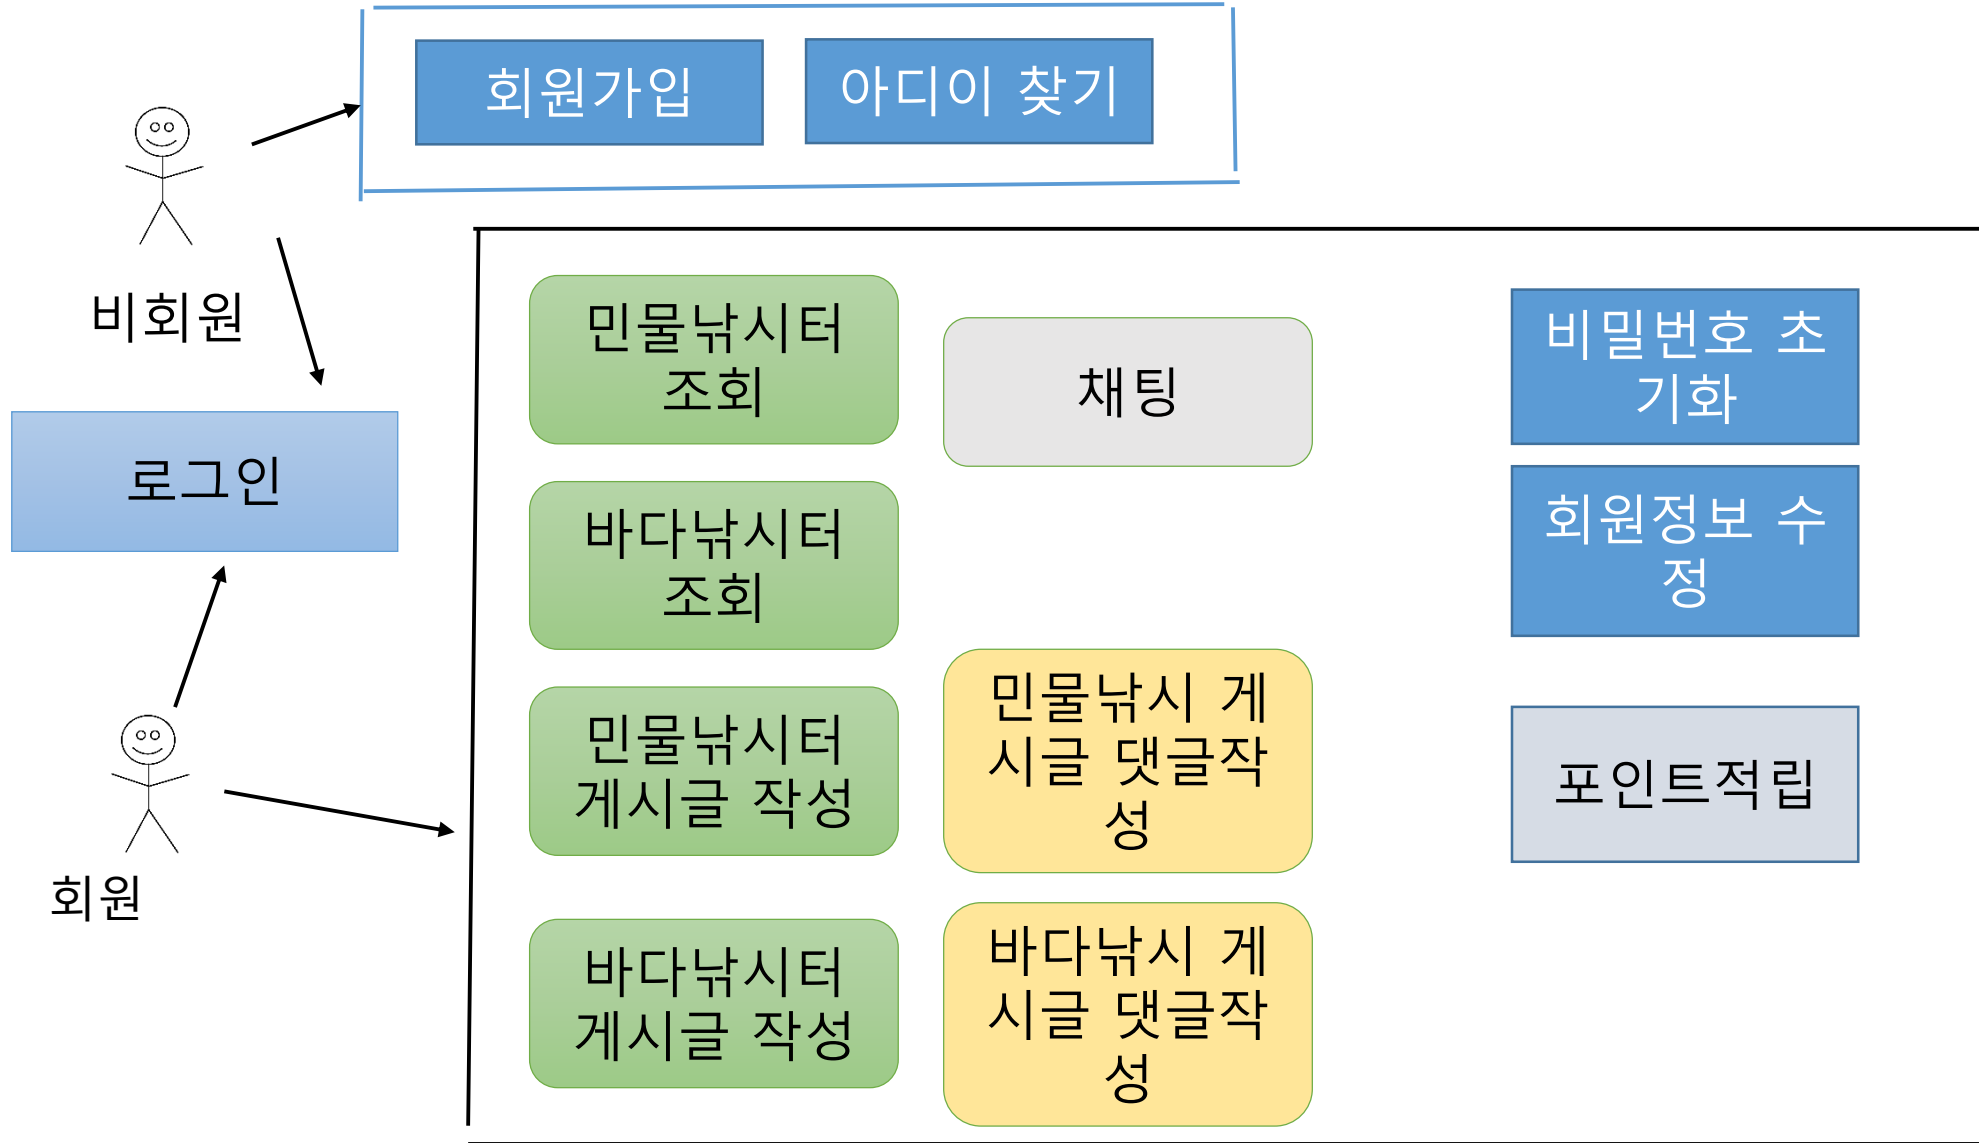 회원가입
아디이 찾기
비회원
로그인
회원
민물낚시터
조회
채팅
비밀번호 초
기화
바다낚시터
조회
회원정보 수
정
민물낚시터
게시글 작성
민물낚시 게
시글 댓글작
성
포인트적립
바다낚시터
게시글 작성
바다낚시 게
시글 댓글작
성